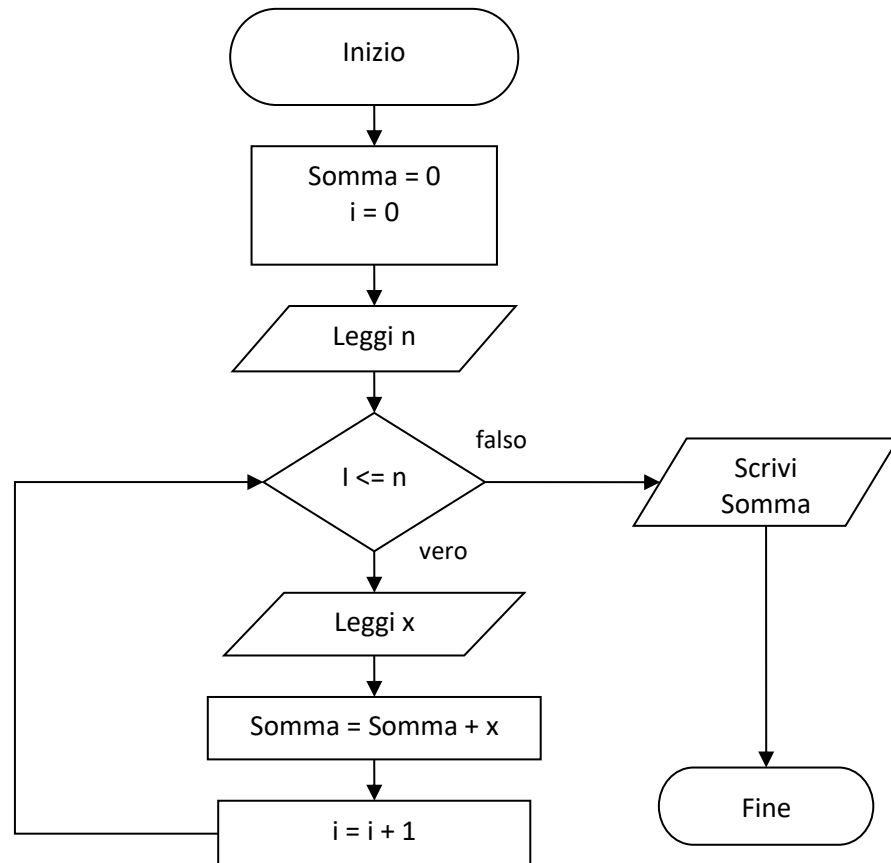 Inizio
Somma = 0
i = 0
Leggi n
falso
I <= n
Scrivi
Somma
vero
Leggi x
Somma = Somma + x
i = i + 1
Fine